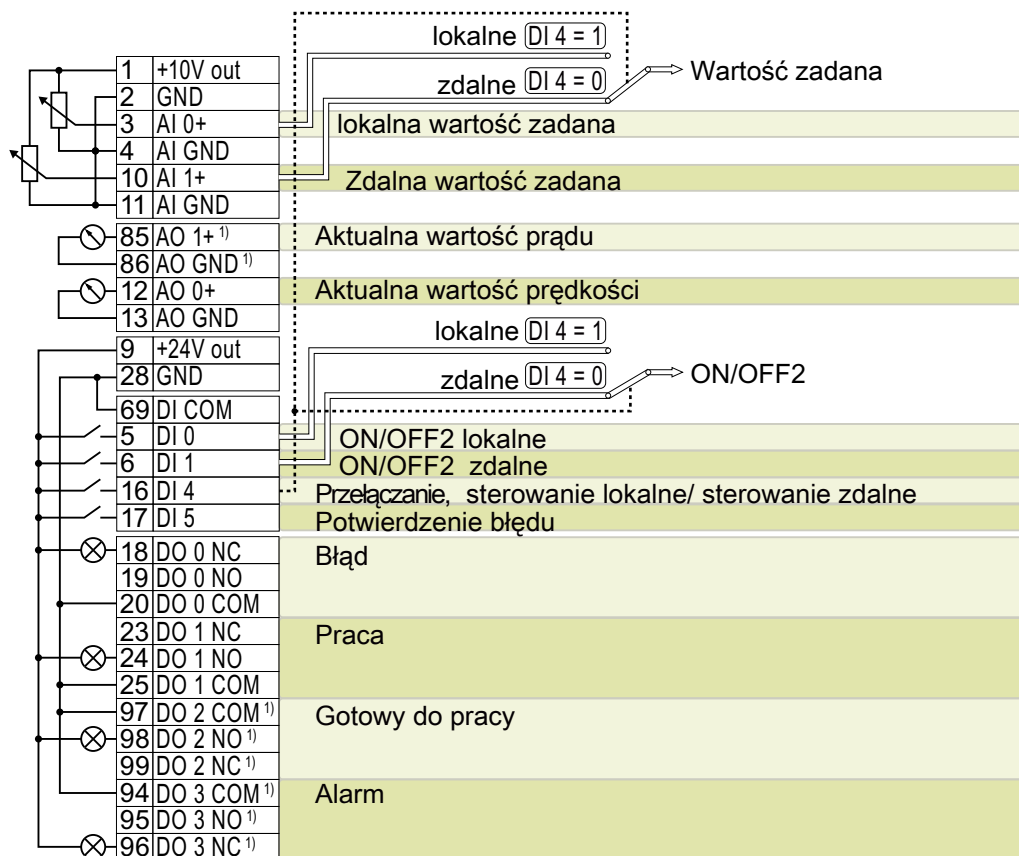 lokalne DI 4 = 1
zdalne DI 4 = 0
Wartość zadana
1 +10V out
2 GND
3 AI 0+ lokalna wartość zadana
4 AI GND
10 AI 1+ Zdalna wartość zadana
11 AI GND
85 AO 1+ 1) Aktualna wartość prądu
86 AO GND 1)
12 AO 0+ Aktualna wartość prędkości
13 AO GND
lokalne DI 4 = 1
9 +24V out
28 GND
zdalne DI 4 = 0
ON/OFF2
69 DI COM
5 DI 0 ON/OFF2 lokalne
6 DI 1 ON/OFF2 zdalne
16 DI 4 Przełączanie, sterowanie lokalne/ sterowanie zdalne
17 DI 5 Potwierdzenie błędu
18 DO 0 NC Błąd
19 DO 0 NO
20 DO 0 COM
23 DO 1 NC Praca
24 DO 1 NO
25 DO 1 COM
97 DO 2 COM 1) Gotowy do pracy
98 DO 2 NO 1)
99 DO 2 NC 1)
94 DO 3 COM 1) Alarm
95 DO 3 NO 1)
96 DO 3 NC 1)